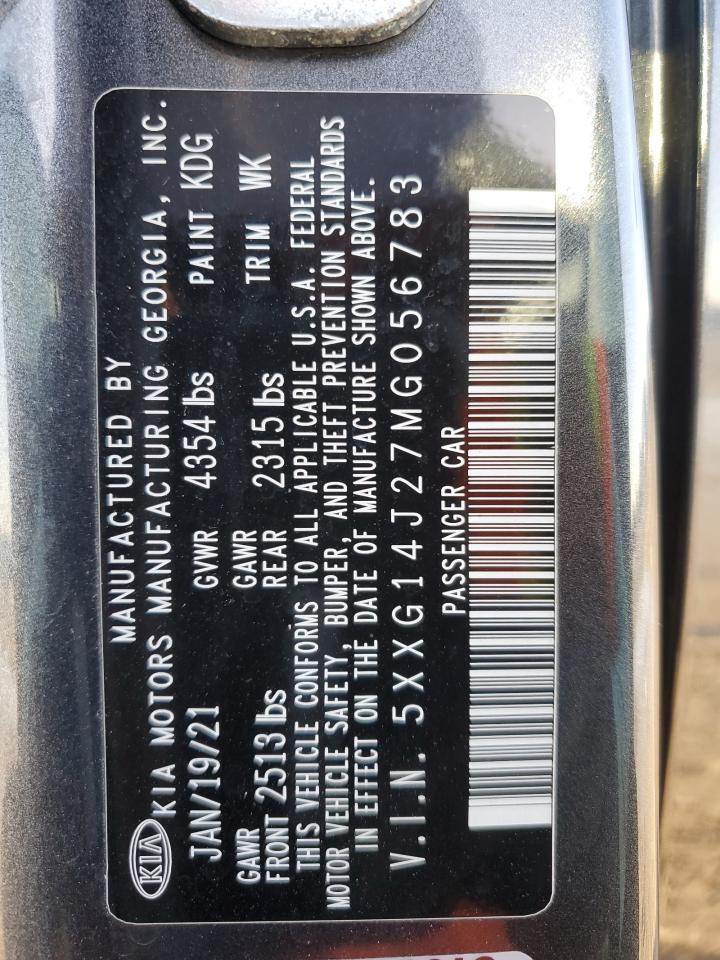 MANUFACTURED BY
KIA KIA MOTORS MANUFACTURING GEORGIA, INC.
JAN/19/21 GVWR 4354 lbs PAINT KDG
GAWR GAWR
FRONT 2513 lbs REAR 2315 lbs TRIM WK
THIS VEHICLE CONFORMS TO ALL APPLICABLE U.S.A. FEDERAL
MOTOR VEHICLE SAFETY, BUMPER, AND THEFT PREVENTION STANDARDS
IN EFFECT ON THE DATE OF MANUFACTURE SHOWN ABOVE.
V.I.N. 5XXG14J27MG056783
PASSENGER CAR